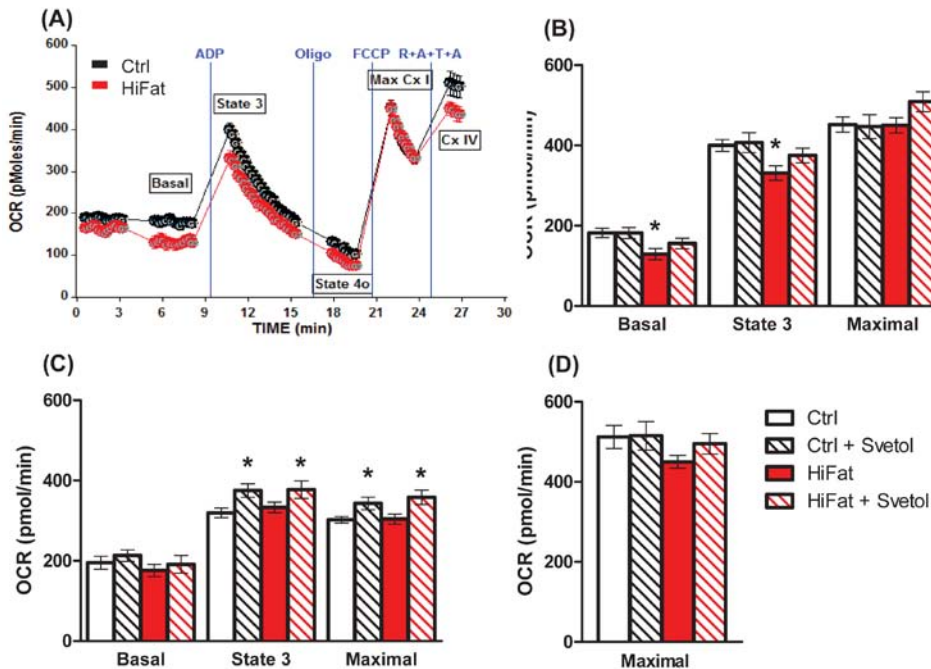 (A)
ADP Oligo FCCP R+A+T+A
Ctrl
HiFat
State 3
Max Cx I
Basal
Cx IV
State 4o
OCR (pMoles/min)
600
500
400
300
200
100
0
0 3 6 9 12 15 18 21 24 27 30
TIME (min)
(B)
(pmol/min)
600
400
200
0
* *
Basal State 3 Maximal
(C)
OCR (pmol/min)
600
400
200
0
* * * *
Basal State 3 Maximal
(D)
OCR (pmol/min)
600
400
200
0
Maximal
Ctrl
Ctrl + Svetol
HiFat
HiFat + Svetol